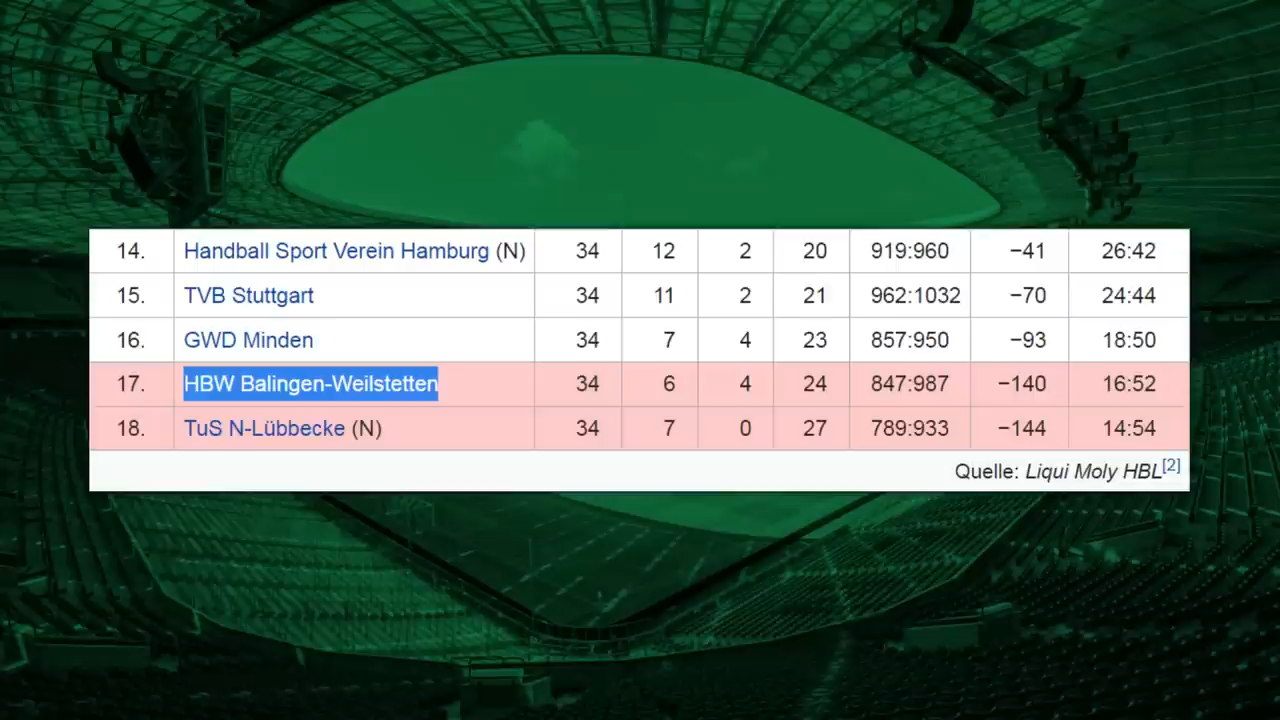 14. Handball Sport Verein Hamburg (N) 34 12 2 20 919:960 −41 26:42
15. TVB Stuttgart 34 11 2 21 962:1032 −70 24:44
16. GWD Minden 34 7 4 23 857:950 −93 18:50
17. HBW Balingen-Weilstetten 34 6 4 24 847:987 −140 16:52
18. TuS N-Lübbecke (N) 34 7 0 27 789:933 −144 14:54
Quelle: Liqui Moly HBL[2]